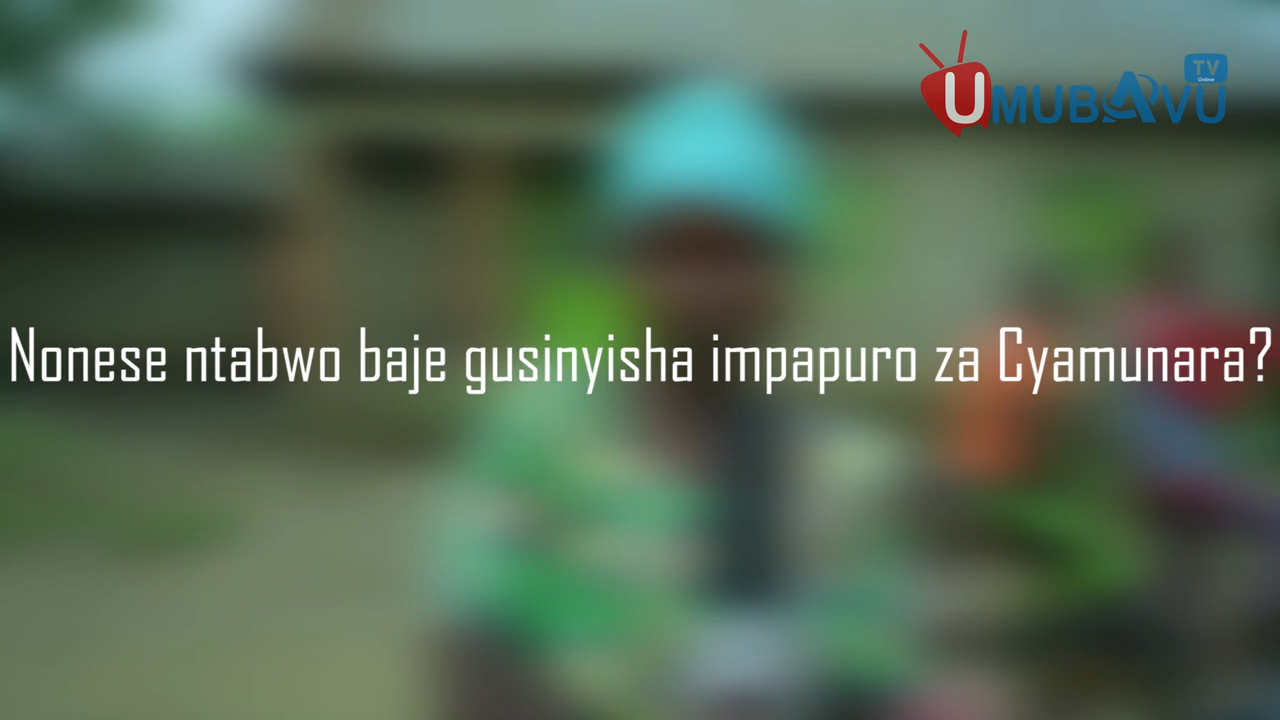 UMUBAVU
TV
Online
Nonese ntabwo baje gusinyisha impapuro za Cyamunara?